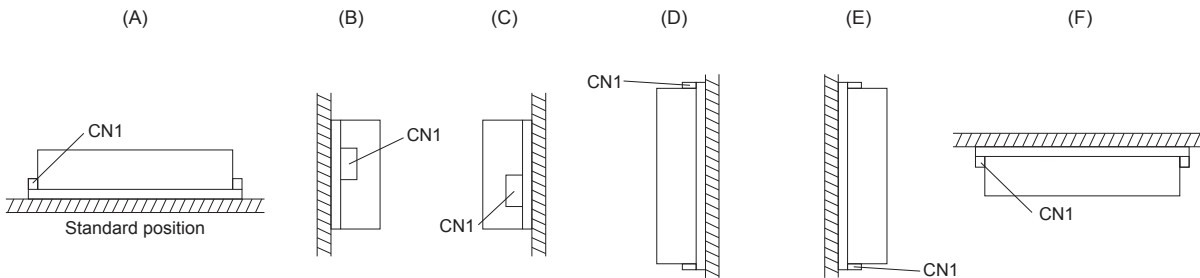 (A)
(B)
(C)
(D)
(E)
(F)
CN1
CN1
CN1
CN1
CN1
CN1
Standard position